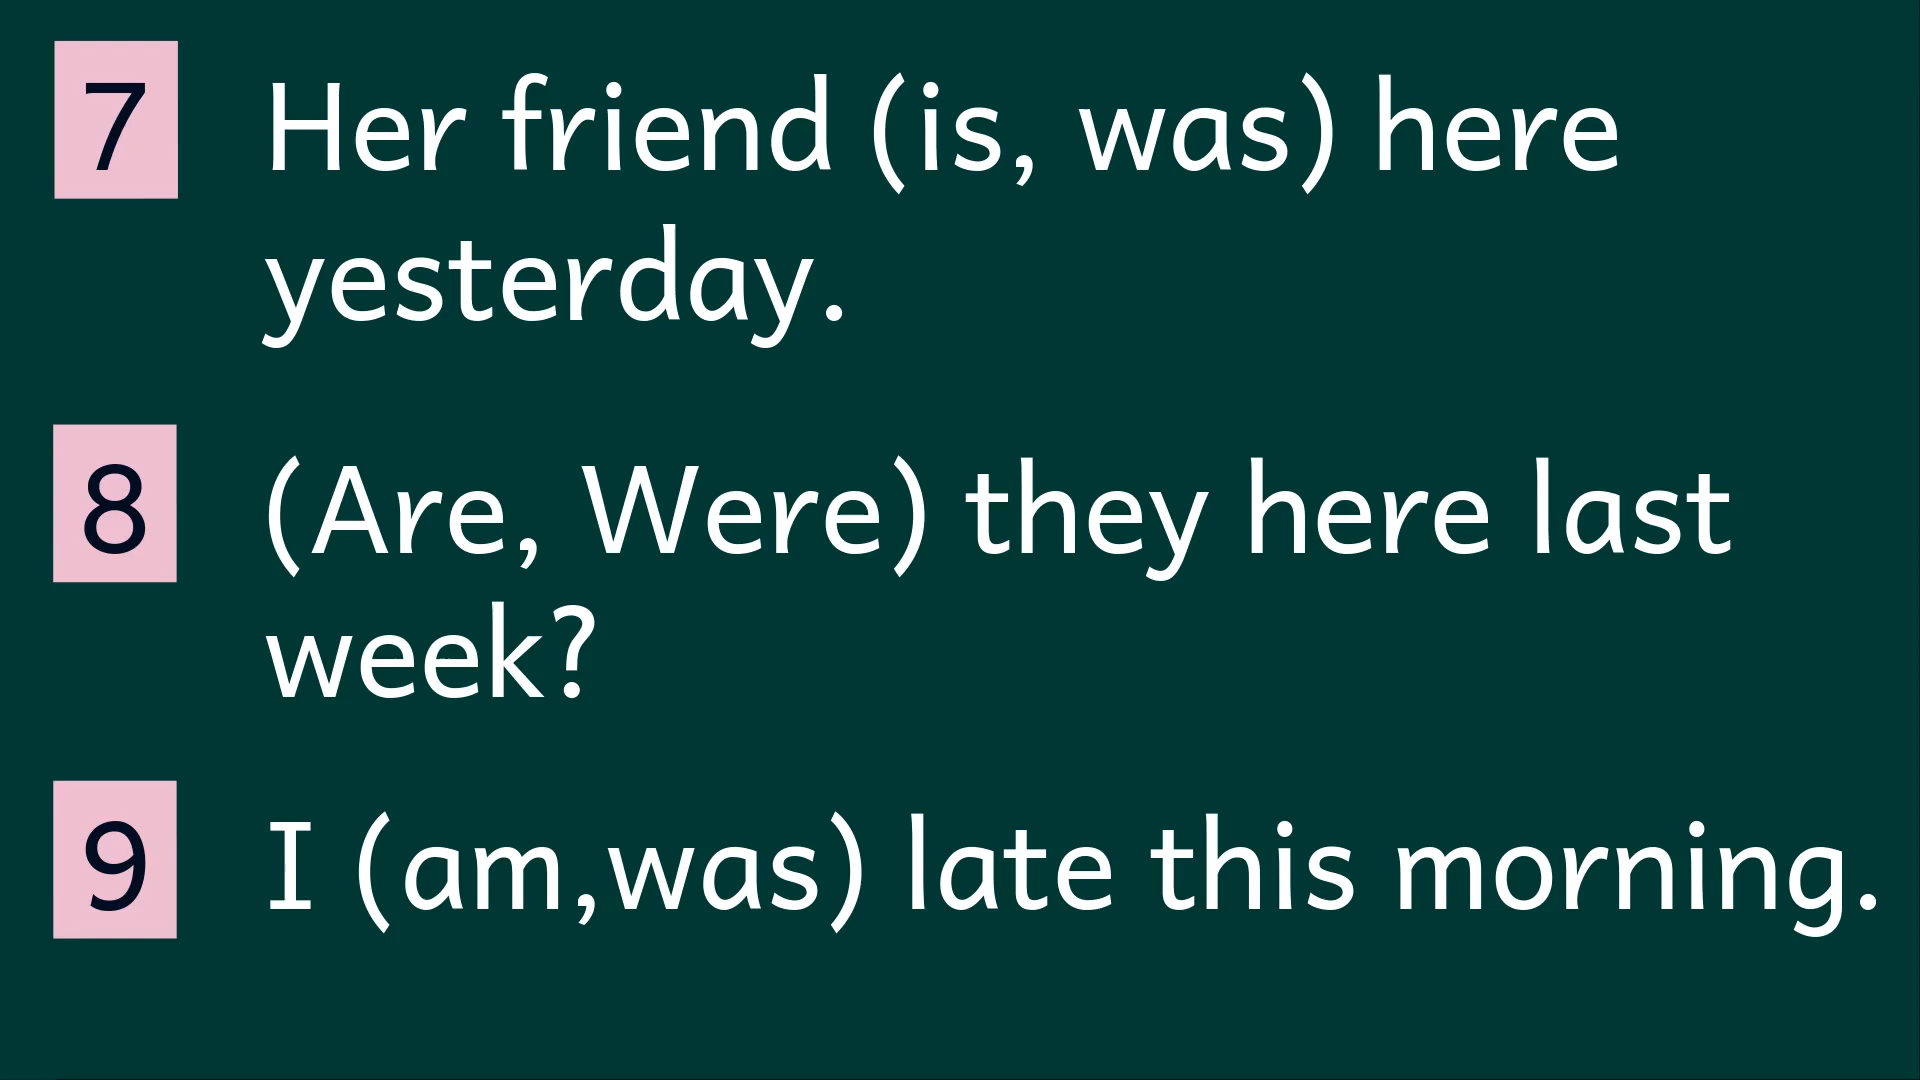 7 Her friend (is, was) here
yesterday.
8 (Are, Were) they here last
week?
9 I (am,was) late this morning.